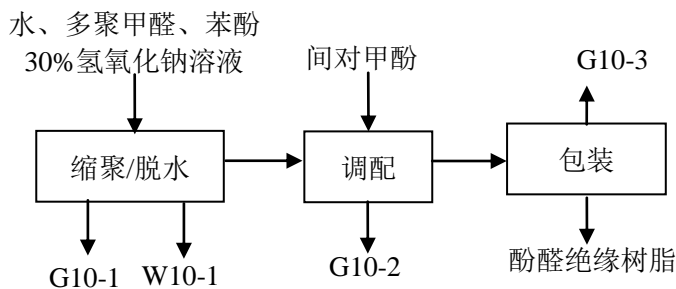 水、多聚甲醛、苯酚
30%氢氧化钠溶液
间对甲酚
G10-3
缩聚/脱水
调配
包装
G10-1
W10-1
G10-2
酚醛绝缘树脂